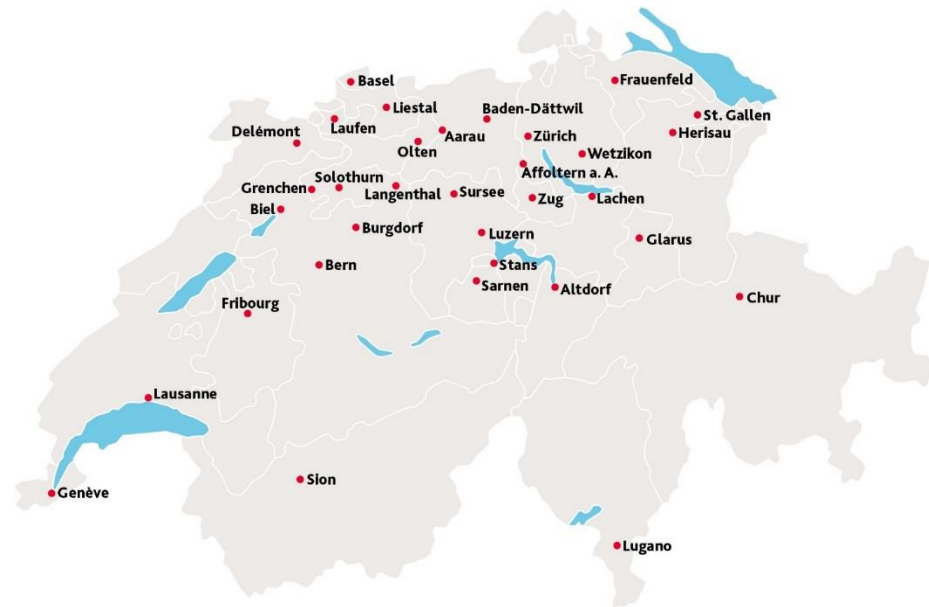 Basel
Frauenfeld
Liestal
Baden-Dättwil
St. Gallen
Laufen
Delémont
Aarau
Zürich
Herisau
Olten
Wetzikon
Affoltern a. A.
Solothurn
Grenchen
Langenthal
Sursee
Zug
Lachen
Biel
Burgdorf
Luzern
Glarus
Bern
Stans
Sarnen
Altdorf
Chur
Fribourg
Lausanne
Sion
Genève
Lugano